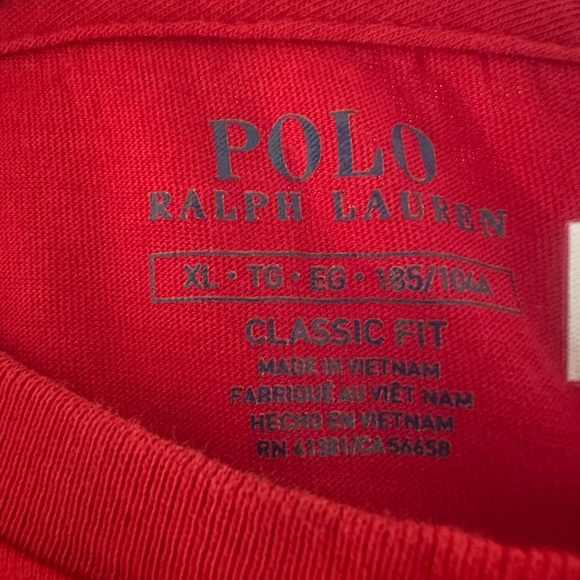 POLO
RALPH LAUREN
XL • TG • EG • 185/104A
CLASSIC FIT
MADE IN VIETNAM
FABRIQUÉ AU VIÊT NAM
HECHO EN VIETNAM
RN 41381/CA 56658